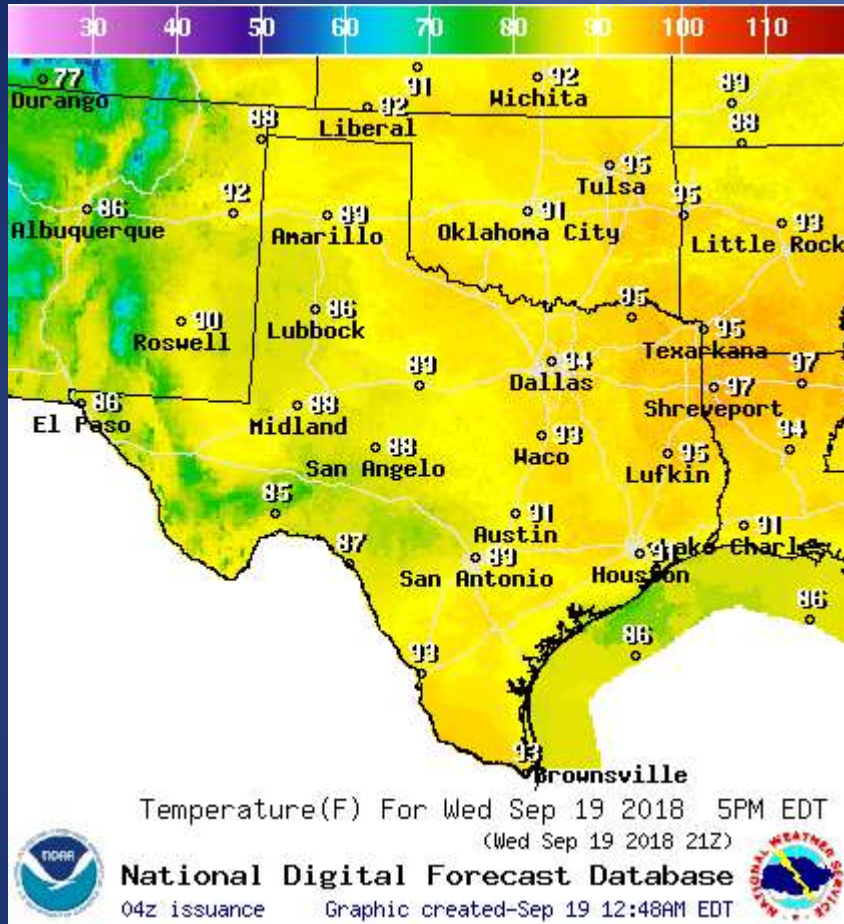 30 40 50 60 70 80 90 100 110
77
Durango
91
92
Wichita
89
92
Liberal
88
88
95
Tulsa
86
Albuquerque
92
89
Amarillo
91
Oklahoma City
95
93
Little Rock
90
Roswell
86
Lubbock
95
95
Texarkana
94
Dallas
89
97
Shreveport
97
86
El Paso
88
Midland
88
San Angelo
93
Waco
95
Lufkin
94
85
91
Austin
91
Lake Charles
87
89
San Antonio
91
Houston
86
86
93
93
Brownsville
Temperature(F) For Wed Sep 19 2018 5PM EDT
(Wed Sep 19 2018 21Z)
NOAA
National Digital Forecast Database
04z issuance Graphic created-Sep 19 12:48AM EDT
NATIONAL WEATHER SERVICE